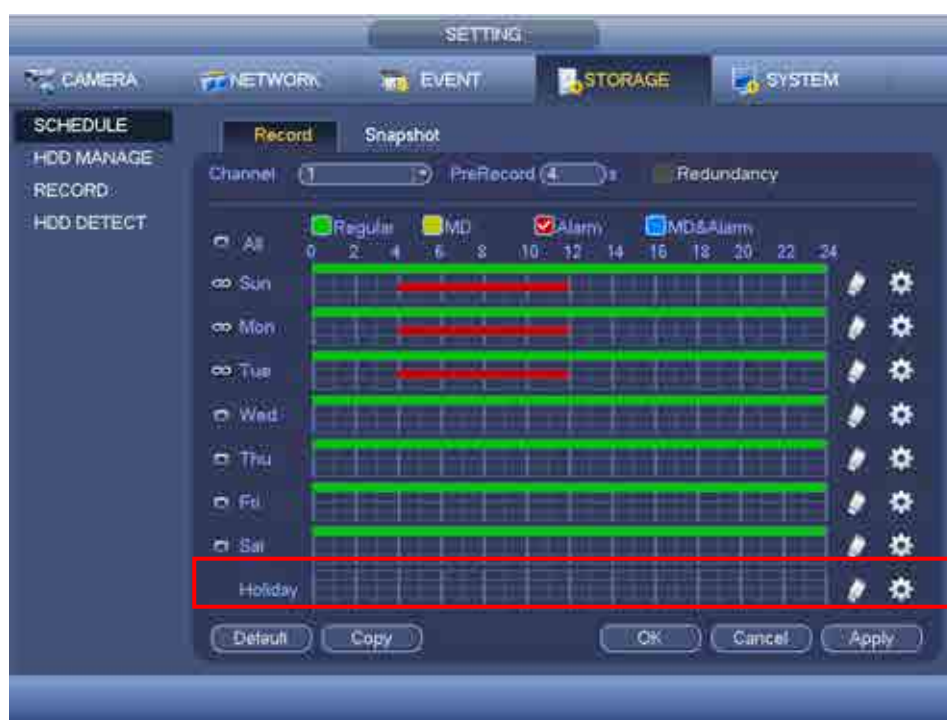 SETTING
CAMERA NETWORK EVENT STORAGE SYSTEM
SCHEDULE
HDD MANAGE
RECORD
HDD DETECT
Record Snapshot
Channel 1 PreRecord 4 s Redundancy
All Regular MD Alarm MD&Alarm
0 2 4 6 8 10 12 14 16 18 20 22 24
Sun
Mon
Tue
Wed
Thu
Fri
Sat
Holiday
Default Copy OK Cancel Apply